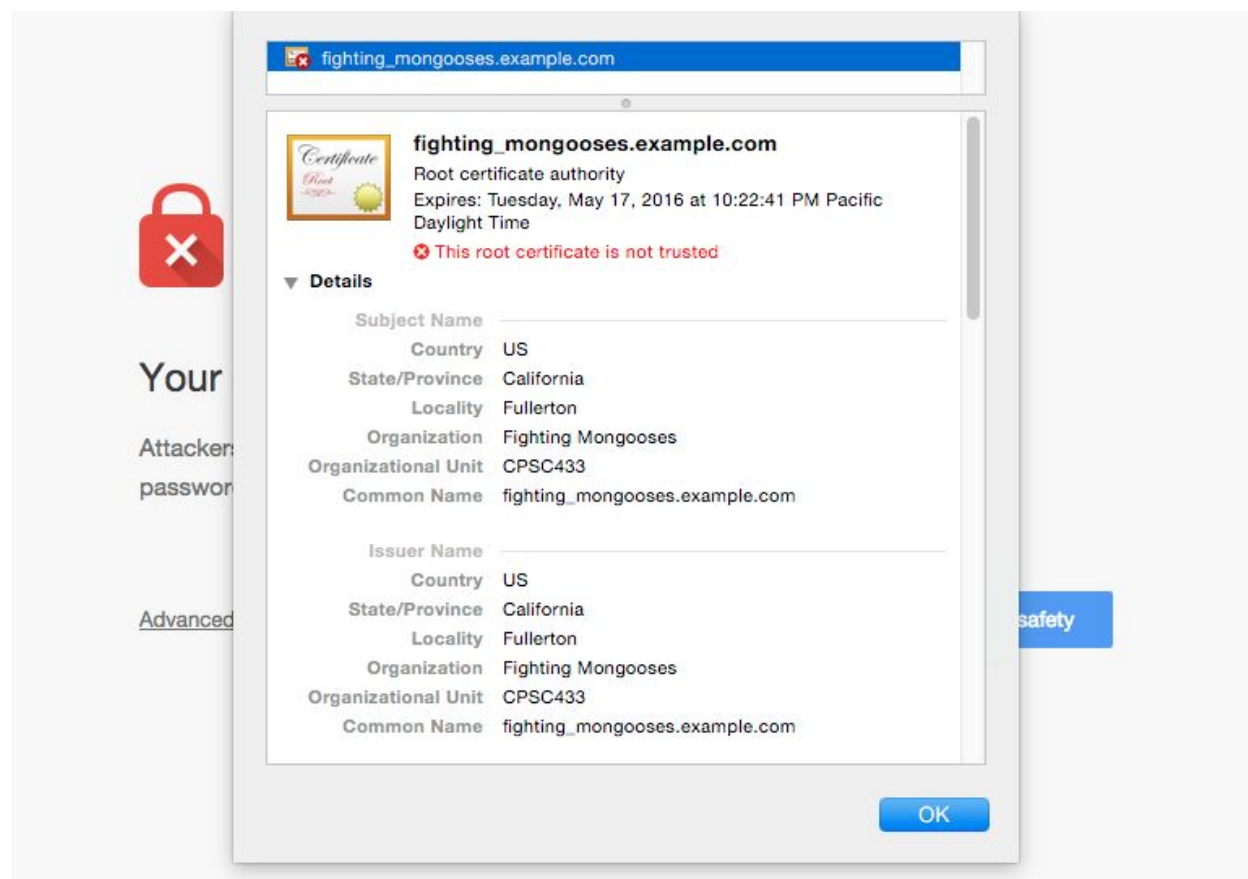 fighting_mongooses.example.com
Certificate
Root
fighting_mongooses.example.com
Root certificate authority
Expires: Tuesday, May 17, 2016 at 10:22:41 PM Pacific
Daylight Time
This root certificate is not trusted
Details
Subject Name
Country US
State/Province California
Locality Fullerton
Organization Fighting Mongooses
Organizational Unit CPSC433
Common Name fighting_mongooses.example.com
Issuer Name
Country US
State/Province California
Locality Fullerton
Organization Fighting Mongooses
Organizational Unit CPSC433
Common Name fighting_mongooses.example.com
OK
Your
Advanced
safety